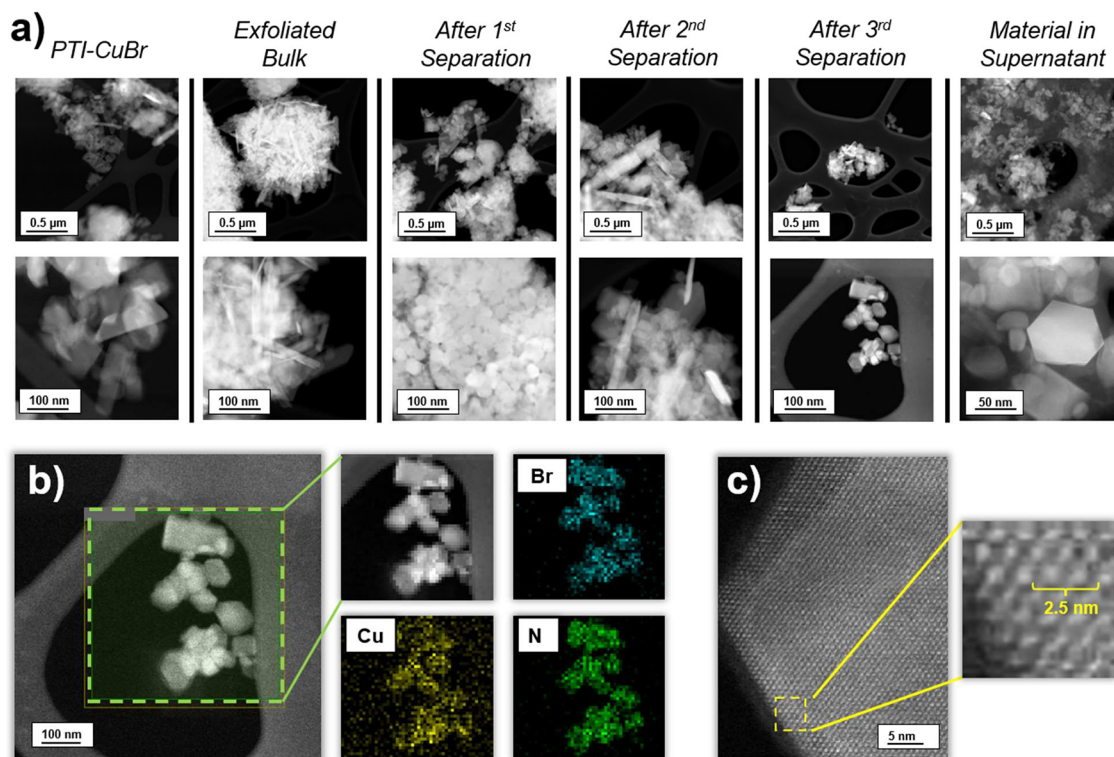 a)
PTI-CuBr
Exfoliated
Bulk
After 1st
Separation
After 2nd
Separation
After 3rd
Separation
Material in
Supernatant
0.5 µm
0.5 µm
0.5 µm
0.5 µm
0.5 µm
0.5 µm
100 nm
100 nm
100 nm
100 nm
100 nm
50 nm
b)
100 nm
Br
Cu
N
c)
2.5 nm
5 nm